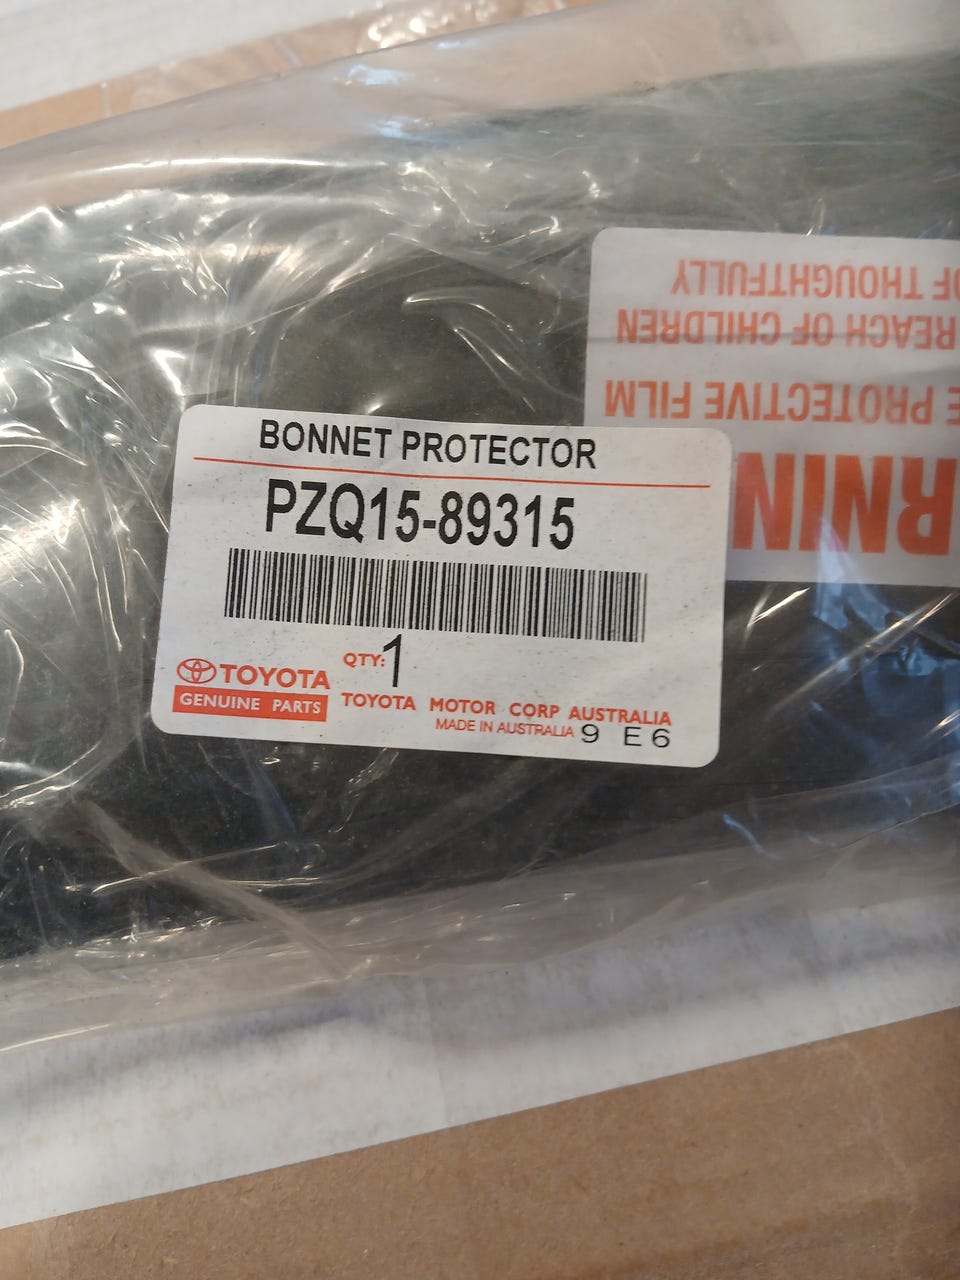 BONNET PROTECTOR
PZQ15-89315
QTY: 1
TOYOTA
GENUINE PARTS
TOYOTA MOTOR CORP AUSTRALIA
MADE IN AUSTRALIA 9 E6
RNIN
E PROTECTIVE FILM
REACH OF CHILDREN
OF THOUGHTFULLY